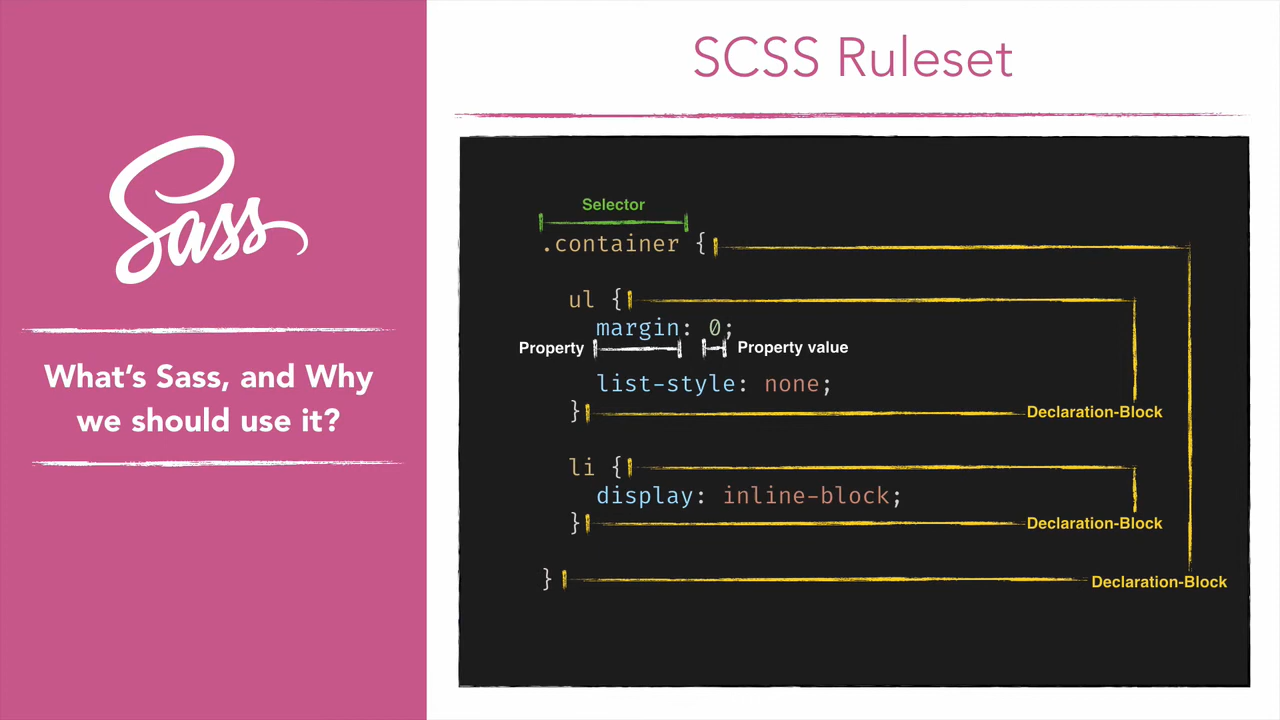 Sass
What's Sass, and Why
we should use it?
SCSS Ruleset
Selector
.container {
ul {
margin: 0;
Property Property value
list-style: none;
} Declaration-Block
li {
display: inline-block;
} Declaration-Block
} Declaration-Block